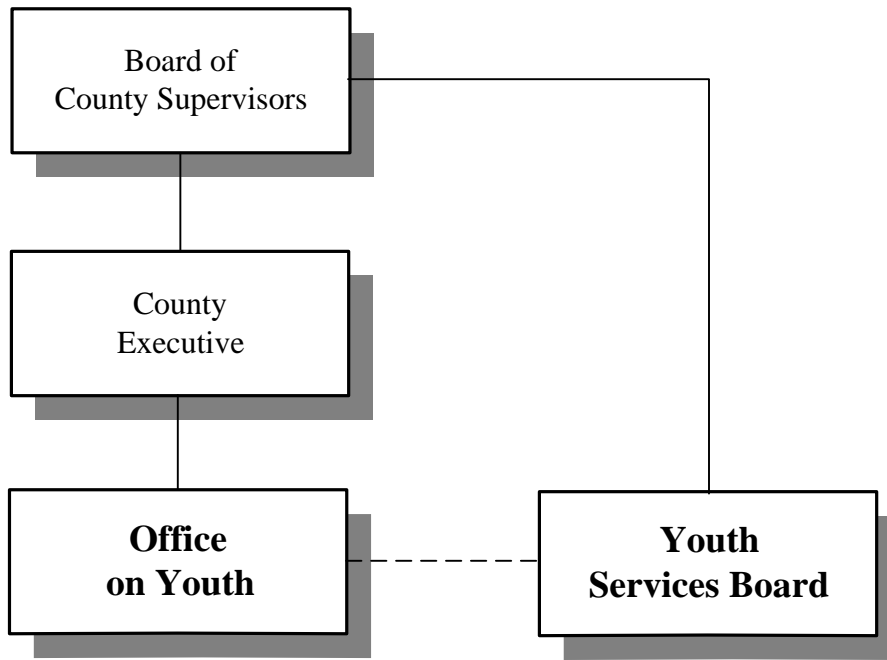 Board of
County Supervisors
County
Executive
Office
on Youth
Youth
Services Board